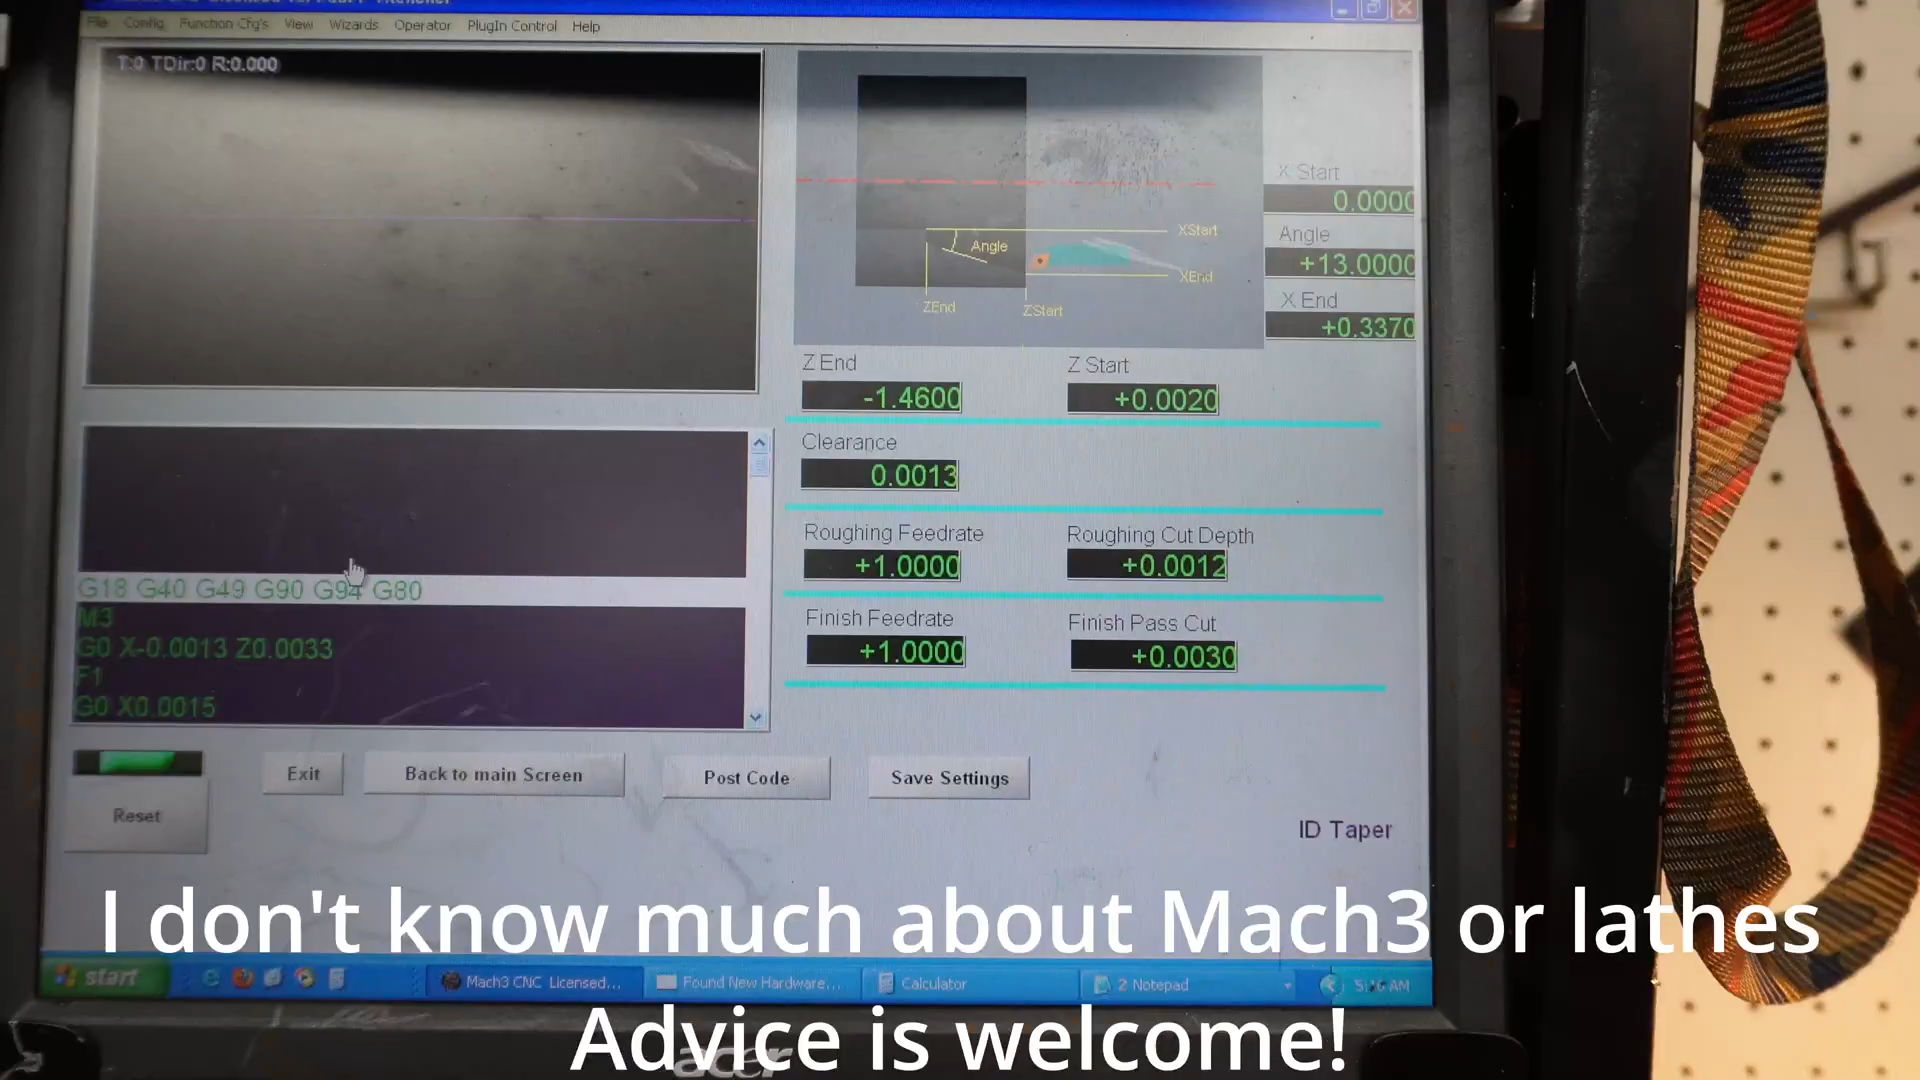 File Config Function Cfg's View Wizards Operator PlugIn Control Help
T:0 TDir:0 R:0.000
X Start
0.0000
XStart
Angle
Angle
+13.0000
XEnd
X End
ZEnd
ZStart
+0.3370
Z End
Z Start
-1.4600
+0.0020
Clearance
0.0013
Roughing Feedrate
Roughing Cut Depth
+1.0000
+0.0012
G18 G40 G49 G90 G94 G80
M3
Finish Feedrate
Finish Pass Cut
G0 X-0.0013 Z0.0033
+1.0000
+0.0030
F1
G0 X0.0015
Exit
Back to main Screen
Post Code
Save Settings
Reset
ID Taper
I don't know much about Mach3 or lathes
start
Mach3 CNC Licensed...
Found New Hardware...
Calculator
2 Notepad
AM
Advice is welcome!
acer